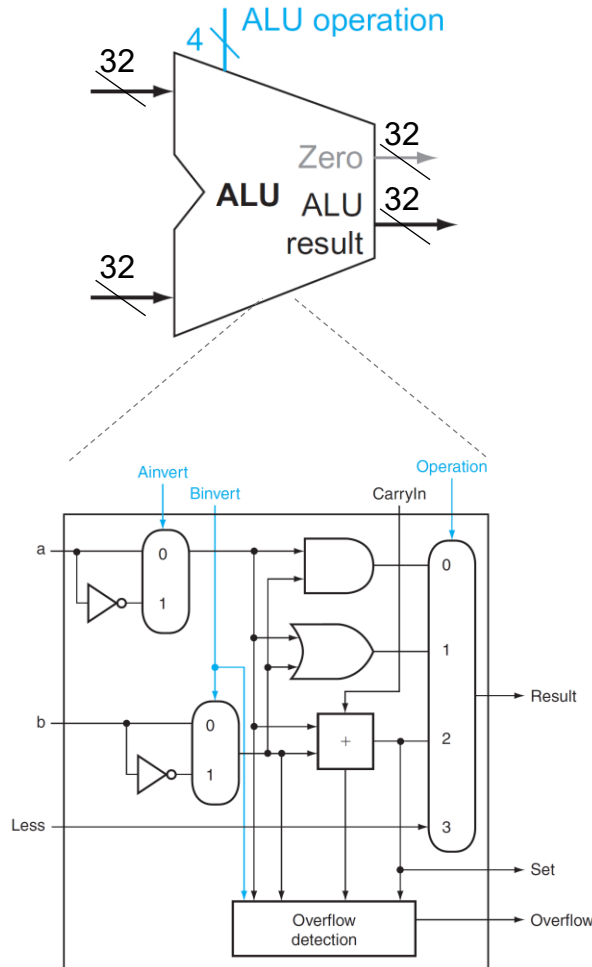 ALU operation
4
32
32
Zero
32
ALU
ALU
result
32
32
Ainvert
Operation
Binvert
CarryIn
a
0
0
1
1
Result
b
0
+
2
1
Less
3
Set
Overflow
detection
Overflow